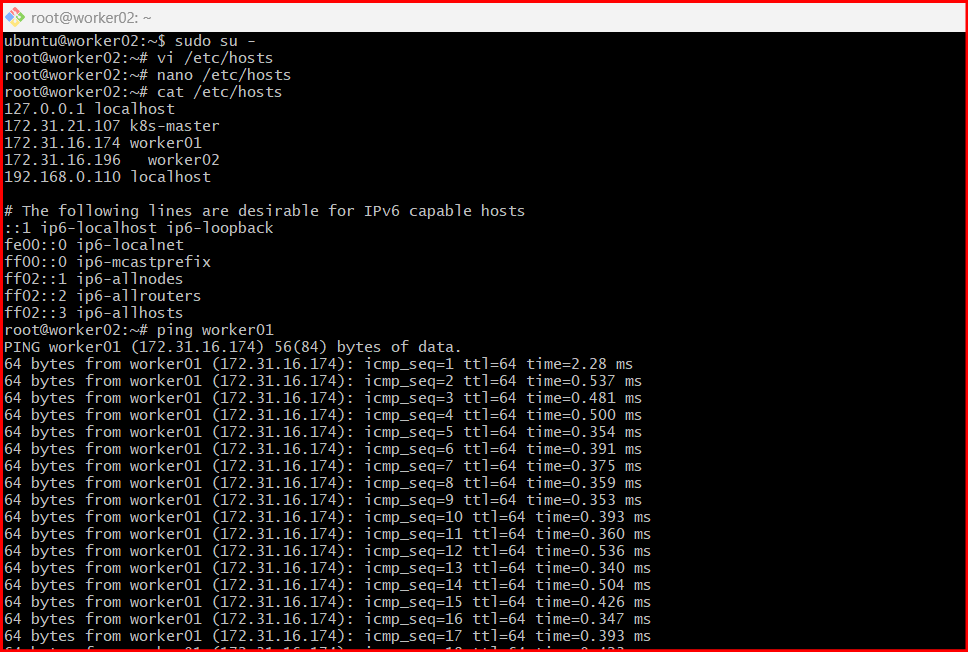 root@worker02: ~
ubuntu@worker02:~$ sudo su -
root@worker02:~# vi /etc/hosts
root@worker02:~# nano /etc/hosts
root@worker02:~# cat /etc/hosts
127.0.0.1 localhost
172.31.21.107 k8s-master
172.31.16.174 worker01
172.31.16.196   worker02
192.168.0.110 localhost

# The following lines are desirable for IPv6 capable hosts
::1 ip6-localhost ip6-loopback
fe00::0 ip6-localnet
ff00::0 ip6-mcastprefix
ff02::1 ip6-allnodes
ff02::2 ip6-allrouters
ff02::3 ip6-allhosts
root@worker02:~# ping worker01
PING worker01 (172.31.16.174) 56(84) bytes of data.
64 bytes from worker01 (172.31.16.174): icmp_seq=1 ttl=64 time=2.28 ms
64 bytes from worker01 (172.31.16.174): icmp_seq=2 ttl=64 time=0.537 ms
64 bytes from worker01 (172.31.16.174): icmp_seq=3 ttl=64 time=0.481 ms
64 bytes from worker01 (172.31.16.174): icmp_seq=4 ttl=64 time=0.500 ms
64 bytes from worker01 (172.31.16.174): icmp_seq=5 ttl=64 time=0.354 ms
64 bytes from worker01 (172.31.16.174): icmp_seq=6 ttl=64 time=0.391 ms
64 bytes from worker01 (172.31.16.174): icmp_seq=7 ttl=64 time=0.375 ms
64 bytes from worker01 (172.31.16.174): icmp_seq=8 ttl=64 time=0.359 ms
64 bytes from worker01 (172.31.16.174): icmp_seq=9 ttl=64 time=0.353 ms
64 bytes from worker01 (172.31.16.174): icmp_seq=10 ttl=64 time=0.393 ms
64 bytes from worker01 (172.31.16.174): icmp_seq=11 ttl=64 time=0.360 ms
64 bytes from worker01 (172.31.16.174): icmp_seq=12 ttl=64 time=0.536 ms
64 bytes from worker01 (172.31.16.174): icmp_seq=13 ttl=64 time=0.340 ms
64 bytes from worker01 (172.31.16.174): icmp_seq=14 ttl=64 time=0.504 ms
64 bytes from worker01 (172.31.16.174): icmp_seq=15 ttl=64 time=0.426 ms
64 bytes from worker01 (172.31.16.174): icmp_seq=16 ttl=64 time=0.347 ms
64 bytes from worker01 (172.31.16.174): icmp_seq=17 ttl=64 time=0.393 ms